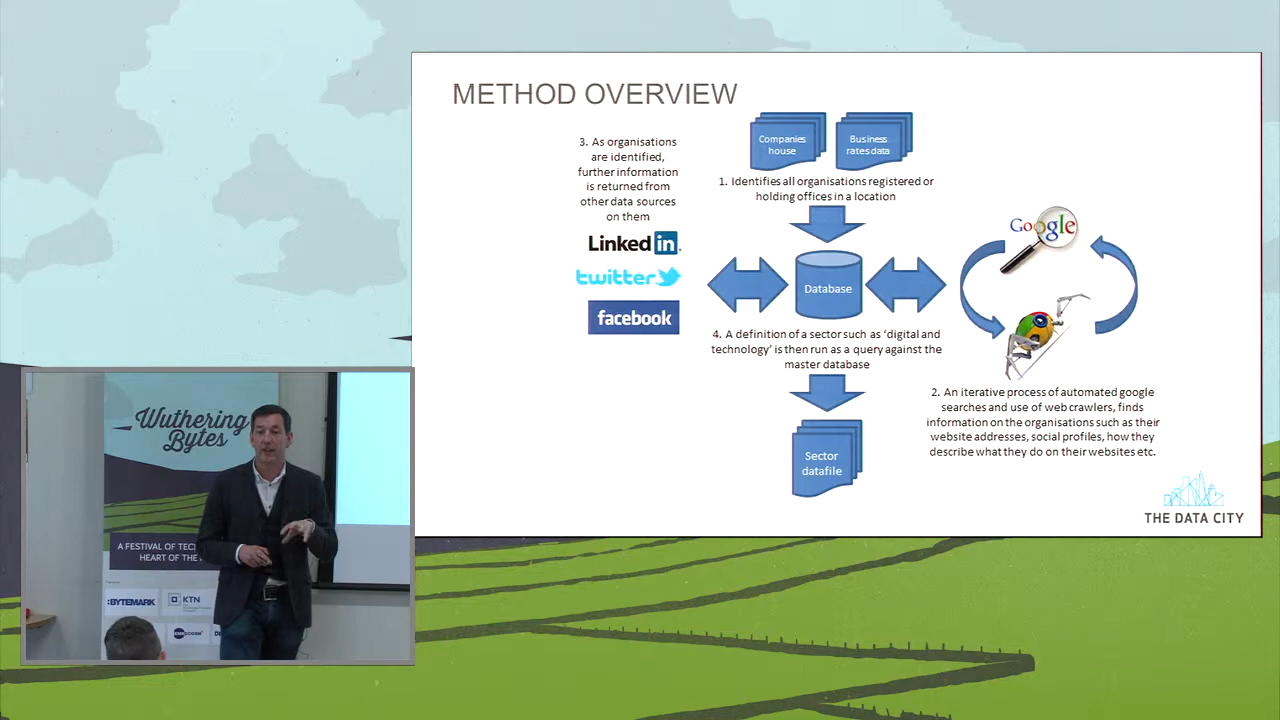 METHOD OVERVIEW
3. As organisations
are identified,
further information
is returned from
other data sources
on them
Linked in
twitter
facebook
Companies
house
Business
rates data
1. Identifies all organisations registered or
holding offices in a location
Database
4. A definition of a sector such as ‘digital and
technology’ is then run as a query against the
master database
Sector
datafile
Google
2. An iterative process of automated google
searches and use of web crawlers, finds
information on the organisations such as their
website addresses, social profiles, how they
describe what they do on their websites etc.
THE DATA CITY
Wuthering
Bytes
A FESTIVAL OF TEC
HEART OF THE
:BYTEMARK
KTN